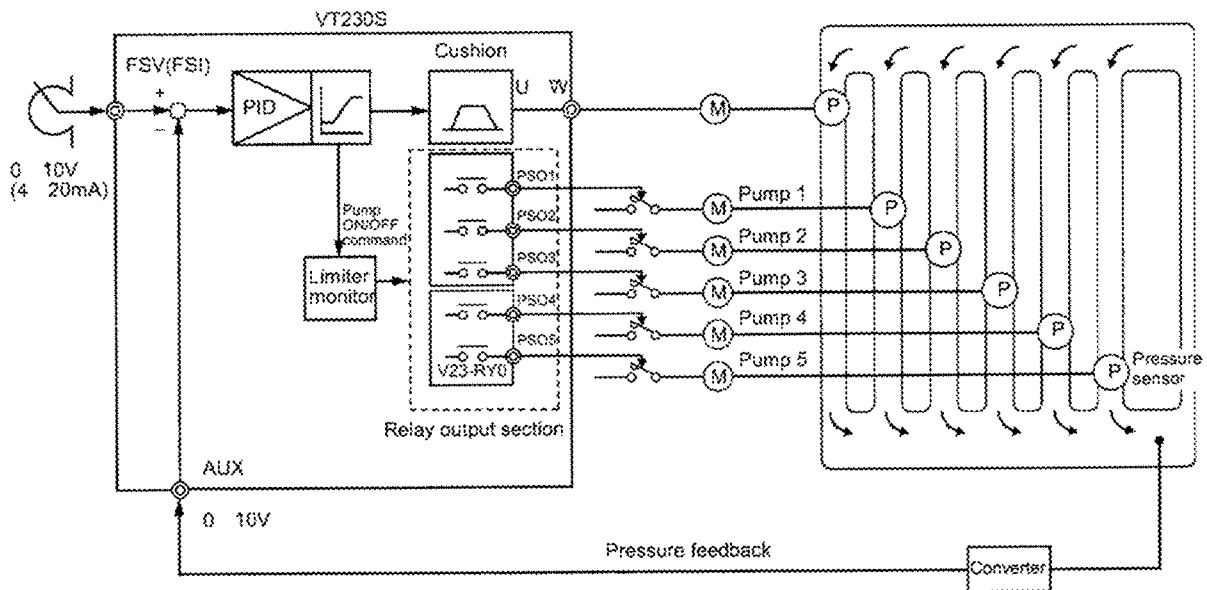 VT230S
FSV(FSI)
Cushion
+
−
PID
U W
M
P
0 10V
(4 20mA)
Pump
ON/OFF
command
Limiter
monitor
PSO1
PSO2
PSO3
PSO4
PSO5
V23-RY0
Relay output section
M
Pump 1
P
M
Pump 2
P
M
Pump 3
P
M
Pump 4
P
M
Pump 5
P
Pressure
sensor
AUX
0 10V
Pressure feedback
Converter